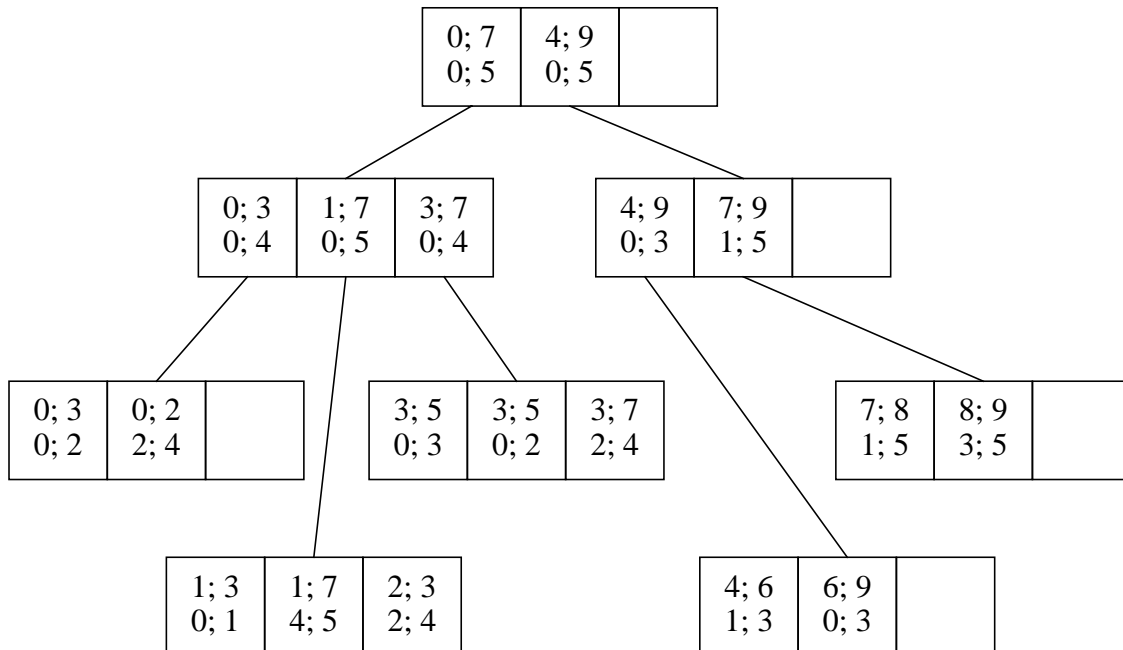 0; 7 4; 9
0; 5 0; 5
0; 3 1; 7 3; 7 4; 9 7; 9
0; 4 0; 5 0; 4 0; 3 1; 5
0; 3 0; 2 3; 5 3; 5 3; 7 7; 8 8; 9
0; 2 2; 4 0; 3 0; 2 2; 4 1; 5 3; 5
1; 3 1; 7 2; 3 4; 6 6; 9
0; 1 4; 5 2; 4 1; 3 0; 3